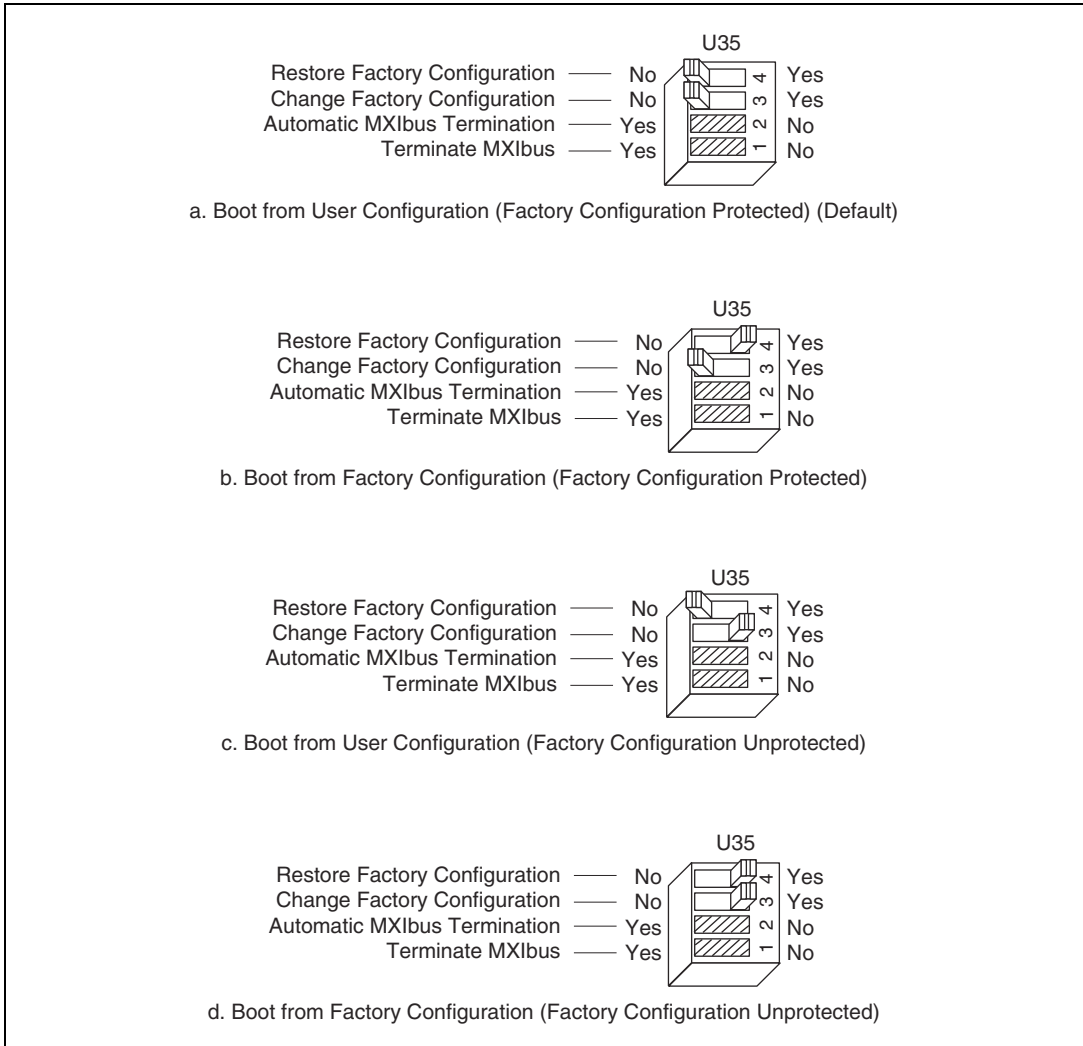 U35
Restore Factory Configuration No 4 Yes
Change Factory Configuration No 3 Yes
Automatic MXIbus Termination Yes 2 No
Terminate MXIbus Yes 1 No
a. Boot from User Configuration (Factory Configuration Protected) (Default)
U35
Restore Factory Configuration No 4 Yes
Change Factory Configuration No 3 Yes
Automatic MXIbus Termination Yes 2 No
Terminate MXIbus Yes 1 No
b. Boot from Factory Configuration (Factory Configuration Protected)
U35
Restore Factory Configuration No 4 Yes
Change Factory Configuration No 3 Yes
Automatic MXIbus Termination Yes 2 No
Terminate MXIbus Yes 1 No
c. Boot from User Configuration (Factory Configuration Unprotected)
U35
Restore Factory Configuration No 4 Yes
Change Factory Configuration No 3 Yes
Automatic MXIbus Termination Yes 2 No
Terminate MXIbus Yes 1 No
d. Boot from Factory Configuration (Factory Configuration Unprotected)